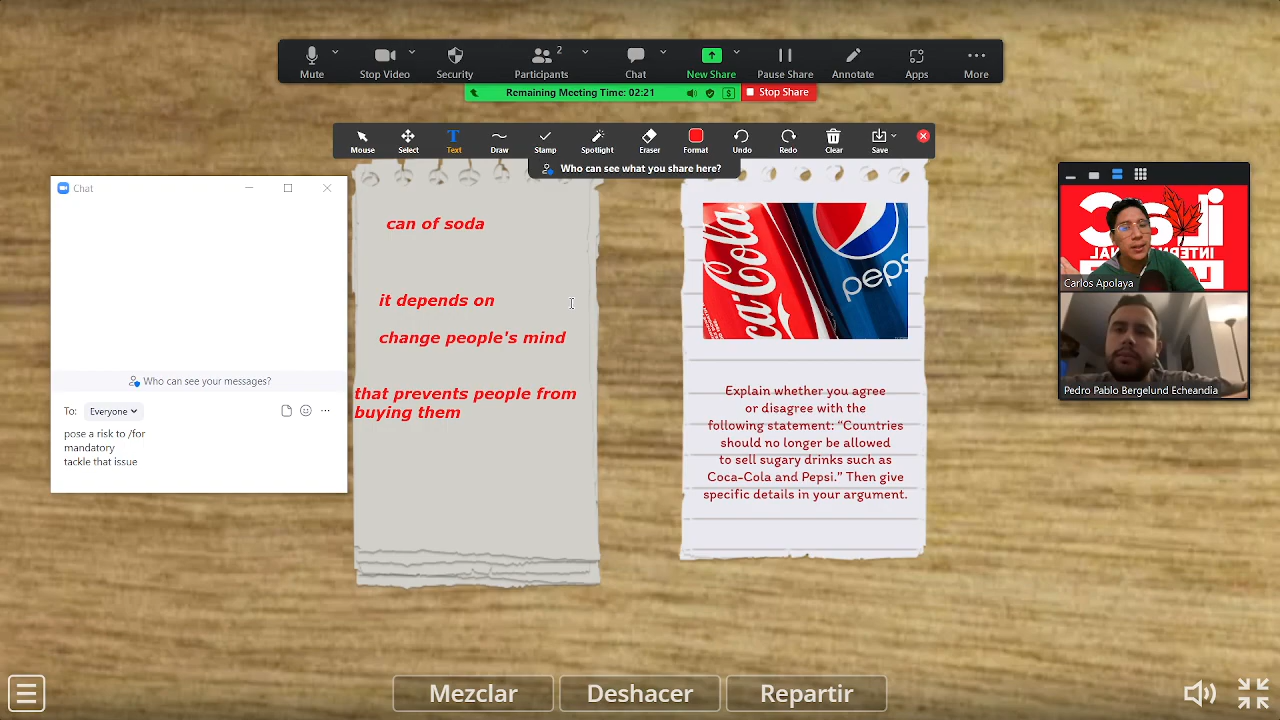 2
Mute
Stop Video
Security
Participants
Chat
New Share
Pause Share
Annotate
Apps
More
Remaining Meeting Time: 02:21
Stop Share
Mouse
Select
Text
Draw
Stamp
Spotlight
Eraser
Format
Undo
Redo
Clear
Save
Who can see what you share here?
Chat
Who can see your messages?
To: Everyone
pose a risk to /for
mandatory
tackle that issue
can of soda
it depends on
change people's mind
that prevents people from
buying them
Coca-Cola
peps
Explain whether you agree
or disagree with the
following statement: “Countries
should no longer be allowed
to sell sugary drinks such as
Coca-Cola and Pepsi.” Then give
specific details in your argument.
ILSC
Carlos Apolaya
Pedro Pablo Bergelund Echeandia
Mezclar
Deshacer
Repartir